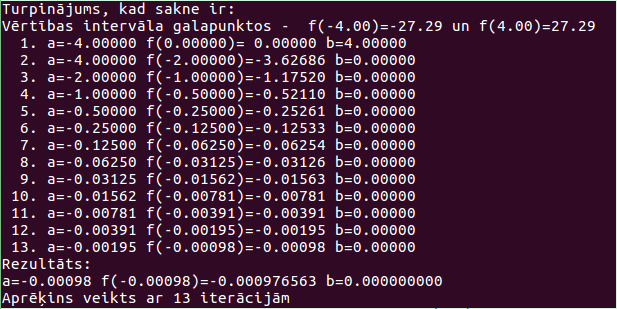 Turpinājums, kad sakne ir:
Vērtības intervāla galapunktos -  f(-4.00)=-27.29 un f(4.00)=27.29
  1. a=-4.00000 f(0.00000)= 0.00000 b=4.00000
  2. a=-4.00000 f(-2.00000)=-3.62686 b=0.00000
  3. a=-2.00000 f(-1.00000)=-1.17520 b=0.00000
  4. a=-1.00000 f(-0.50000)=-0.52110 b=0.00000
  5. a=-0.50000 f(-0.25000)=-0.25261 b=0.00000
  6. a=-0.25000 f(-0.12500)=-0.12533 b=0.00000
  7. a=-0.12500 f(-0.06250)=-0.06254 b=0.00000
  8. a=-0.06250 f(-0.03125)=-0.03126 b=0.00000
  9. a=-0.03125 f(-0.01562)=-0.01563 b=0.00000
 10. a=-0.01562 f(-0.00781)=-0.00781 b=0.00000
 11. a=-0.00781 f(-0.00391)=-0.00391 b=0.00000
 12. a=-0.00391 f(-0.00195)=-0.00195 b=0.00000
 13. a=-0.00195 f(-0.00098)=-0.00098 b=0.00000
Rezultāts:
a=-0.00098 f(-0.00098)=-0.000976563 b=0.000000000
Aprēķins veikts ar 13 iterācijām